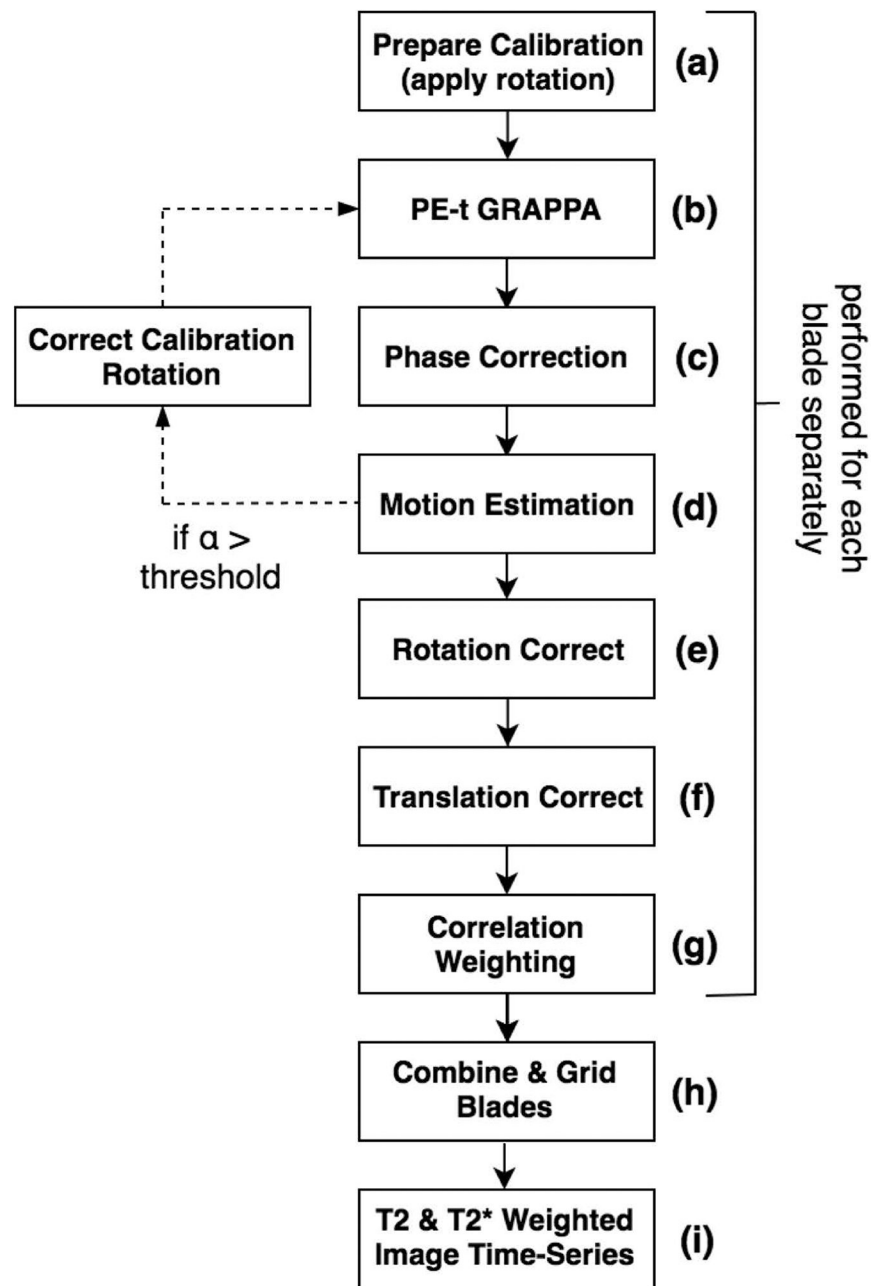 Prepare Calibration
(apply rotation)
(a)
PE-t GRAPPA
(b)
Correct Calibration
Rotation
Phase Correction
(c)
Motion Estimation
(d)
if α >
threshold
Rotation Correct
(e)
Translation Correct
(f)
Correlation
Weighting
(g)
performed for each
blade separately
Combine & Grid
Blades
(h)
T2 & T2* Weighted
Image Time-Series
(i)